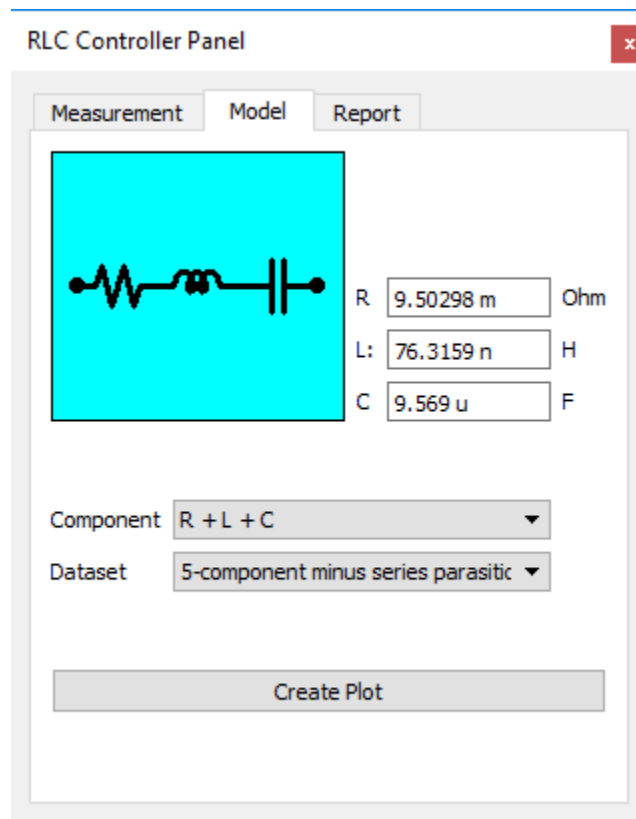 RLC Controller Panel x
Measurement Model Report
R 9.50298 m Ohm
L: 76.3159 n H
C 9.569 u F
Component R + L + C
Dataset 5-component minus series parasitic
Create Plot